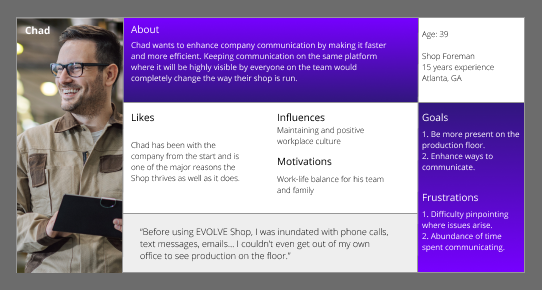 Chad
About
Chad wants to enhance company communication by making it faster
and more efficient. Keeping communication on the same platform
where it will be highly visible by everyone on the team would
completely change the way their shop is run.
Age: 39
Shop Foreman
15 years experience
Atlanta, GA
Likes
Chad has been with the
company from the start and is
one of the major reasons the
Shop thrives as well as it does.
Influences
Maintaining and positive
workplace culture
Motivations
Work-life balance for his team
and family
Goals
1. Be more present on the
production floor.
2. Enhance ways to
communicate.
Frustrations
1. Difficulty pinpointing
where issues arise.
2. Abundance of time
spent communicating.
“Before using EVOLVE Shop, I was inundated with phone calls,
text messages, emails... I couldn’t even get out of my own
office to see production on the floor.”